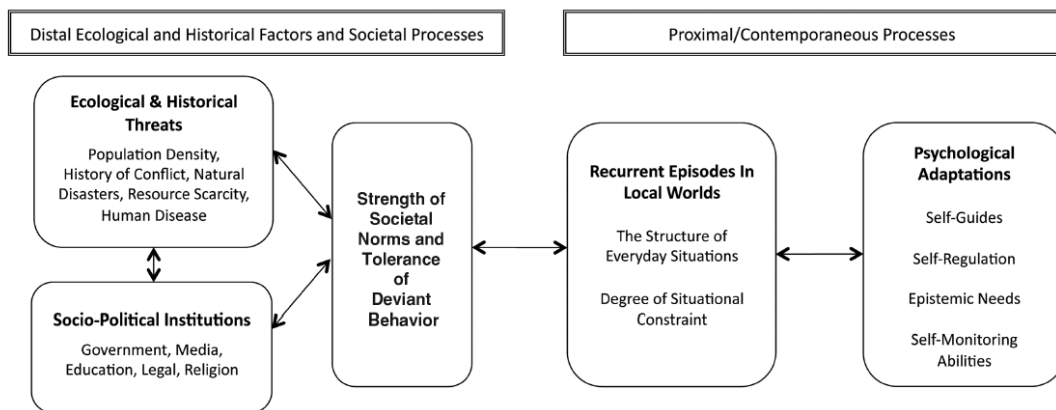 Distal Ecological and Historical Factors and Societal Processes
Proximal/Contemporaneous Processes
Ecological & Historical
Threats
Population Density,
History of Conflict, Natural
Disasters, Resource Scarcity,
Human Disease
Socio-Political Institutions
Government, Media,
Education, Legal, Religion
Strength of
Societal
Norms and
Tolerance
of
Deviant
Behavior
Recurrent Episodes In
Local Worlds
The Structure of
Everyday Situations
Degree of Situational
Constraint
Psychological
Adaptations
Self-Guides
Self-Regulation
Epistemic Needs
Self-Monitoring
Abilities